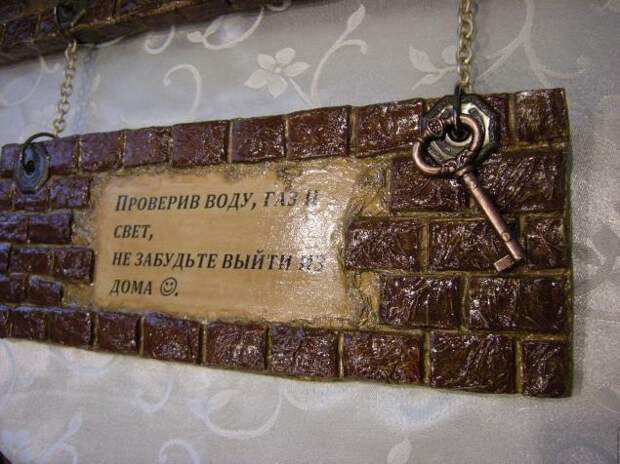 Проверив воду, газ и
свет,
не забудьте выйти из
дома ☺.